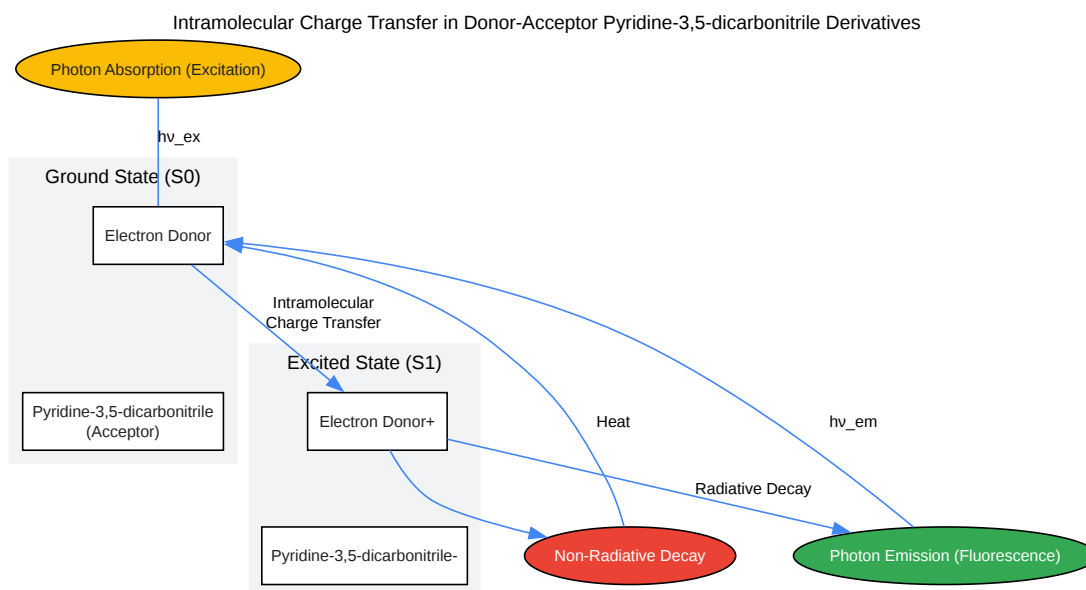 Intramolecular Charge Transfer in Donor-Acceptor Pyridine-3,5-dicarbonitrile Derivatives
Photon Absorption (Excitation)
hν_ex
Ground State (S0)
Electron Donor
Intramolecular
Charge Transfer
Excited State (S1)
Pyridine-3,5-dicarbonitrile
(Acceptor)
Electron Donor+
Heat
hν_em
Radiative Decay
Pyridine-3,5-dicarbonitrile-
Non-Radiative Decay
Photon Emission (Fluorescence)